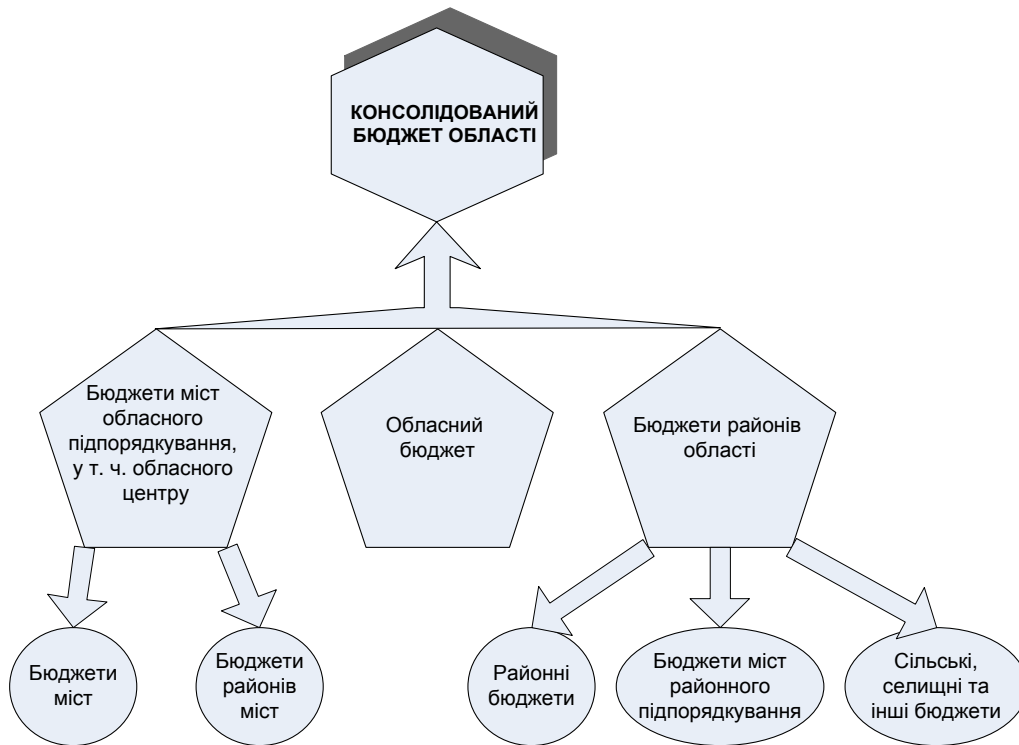 КОНСОЛІДОВАНИЙ
БЮДЖЕТ ОБЛАСТІ
Бюджети міст
обласного
підпорядкування,
у т. ч. обласного
центру
Обласний
бюджет
Бюджети районів
області
Бюджети
міст
Бюджети
районів
міст
Районні
бюджети
Бюджети міст
районного
підпорядкування
Сільські,
селищні та
інші бюджети